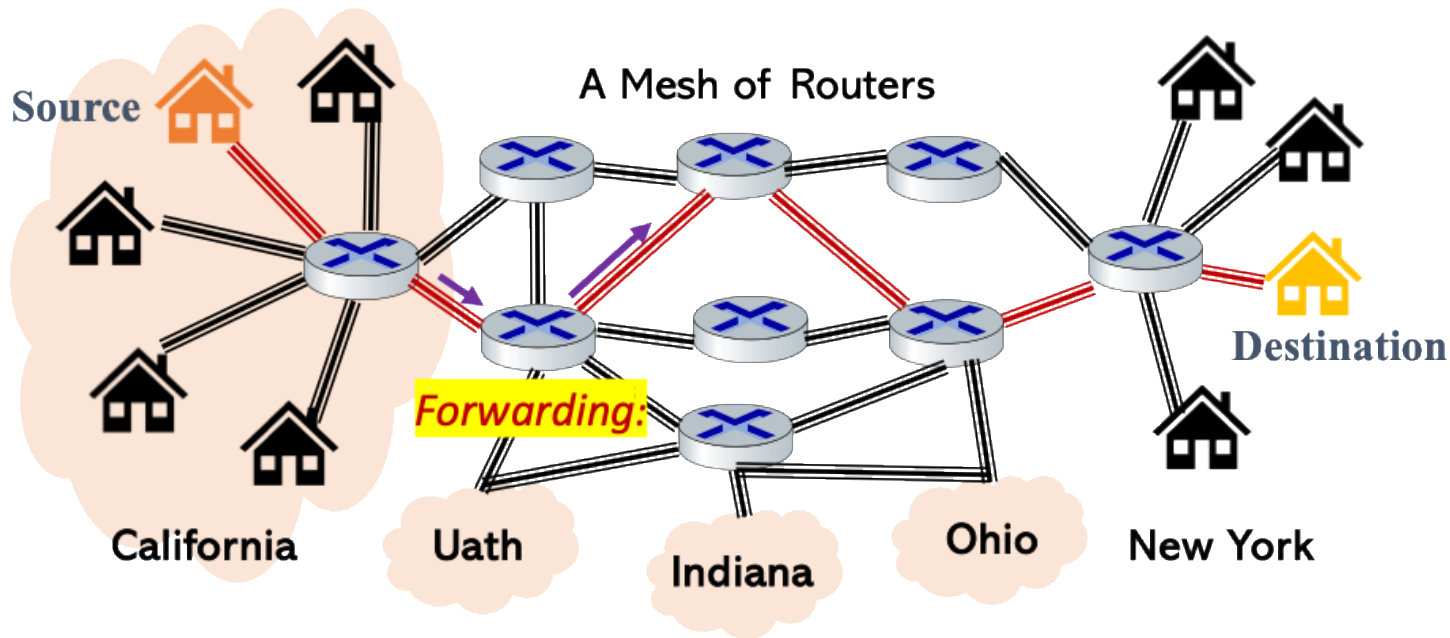 A Mesh of Routers
Source
Destination
Forwarding:
California
Uath
Indiana
Ohio
New York